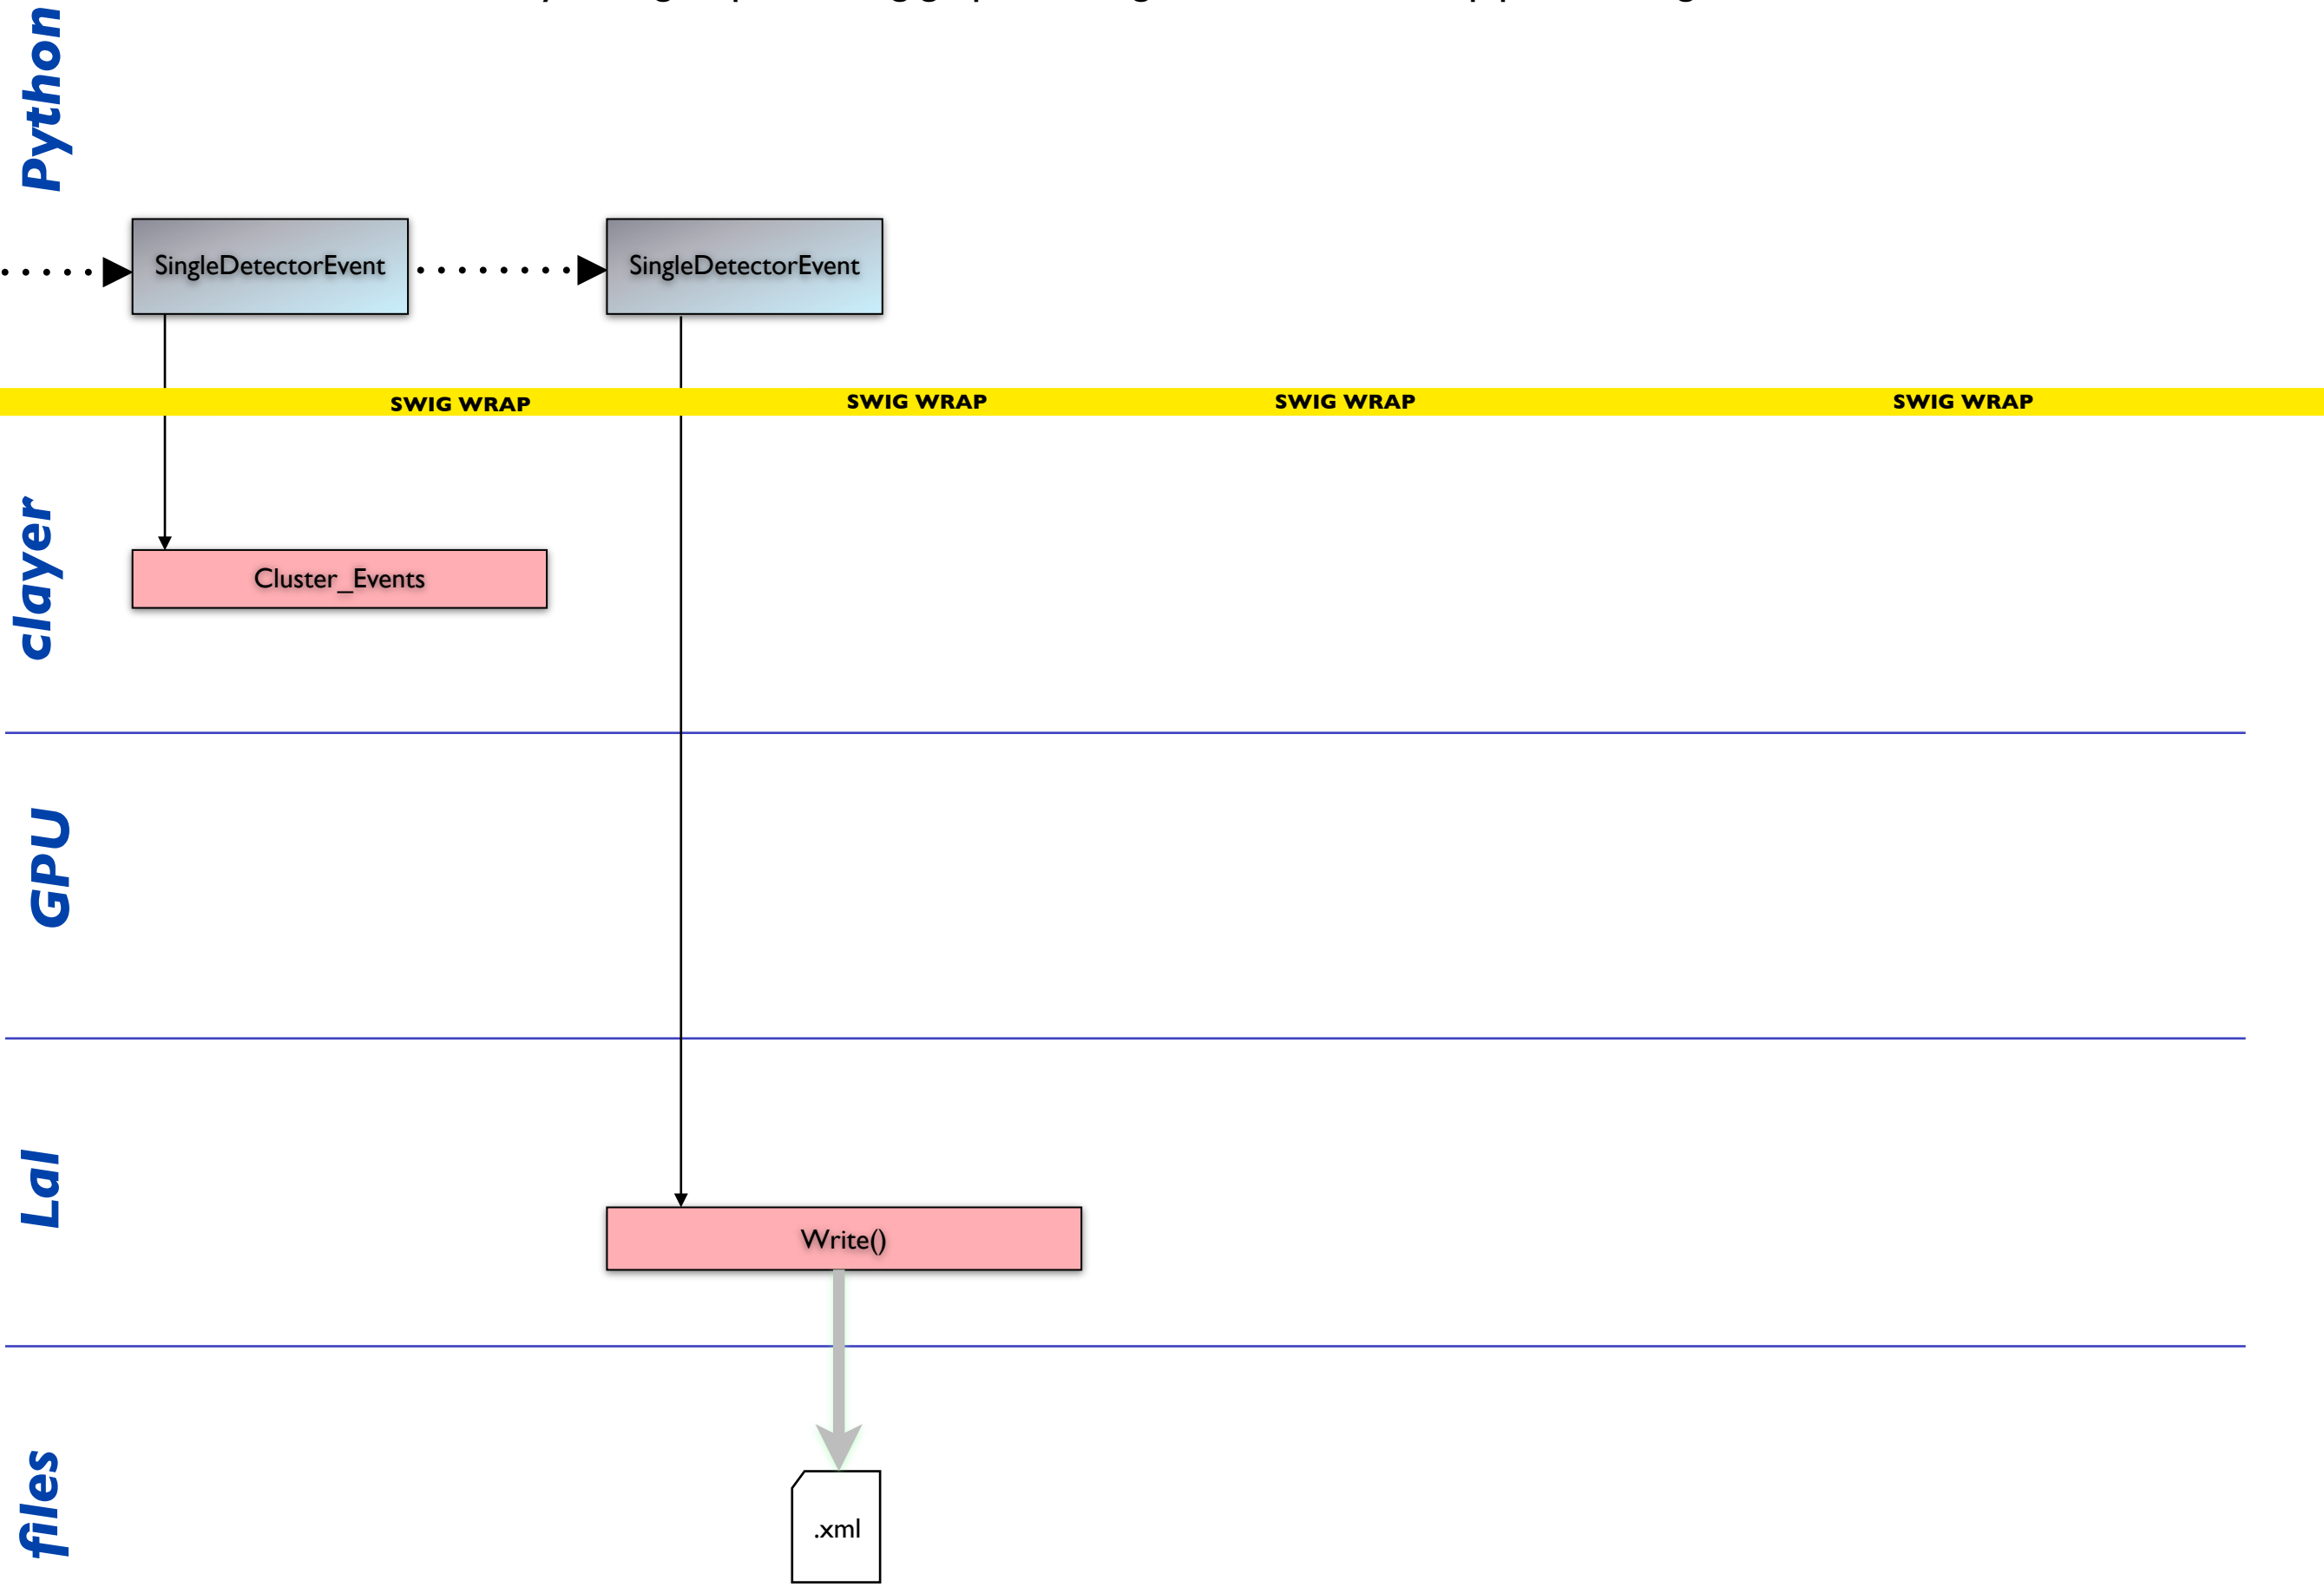 Python
SingleDetectorEvent
SingleDetectorEvent
SWIG WRAP
SWIG WRAP
SWIG WRAP
SWIG WRAP
clayer
Cluster_Events
GPU
Lal
Write()
files
.xml